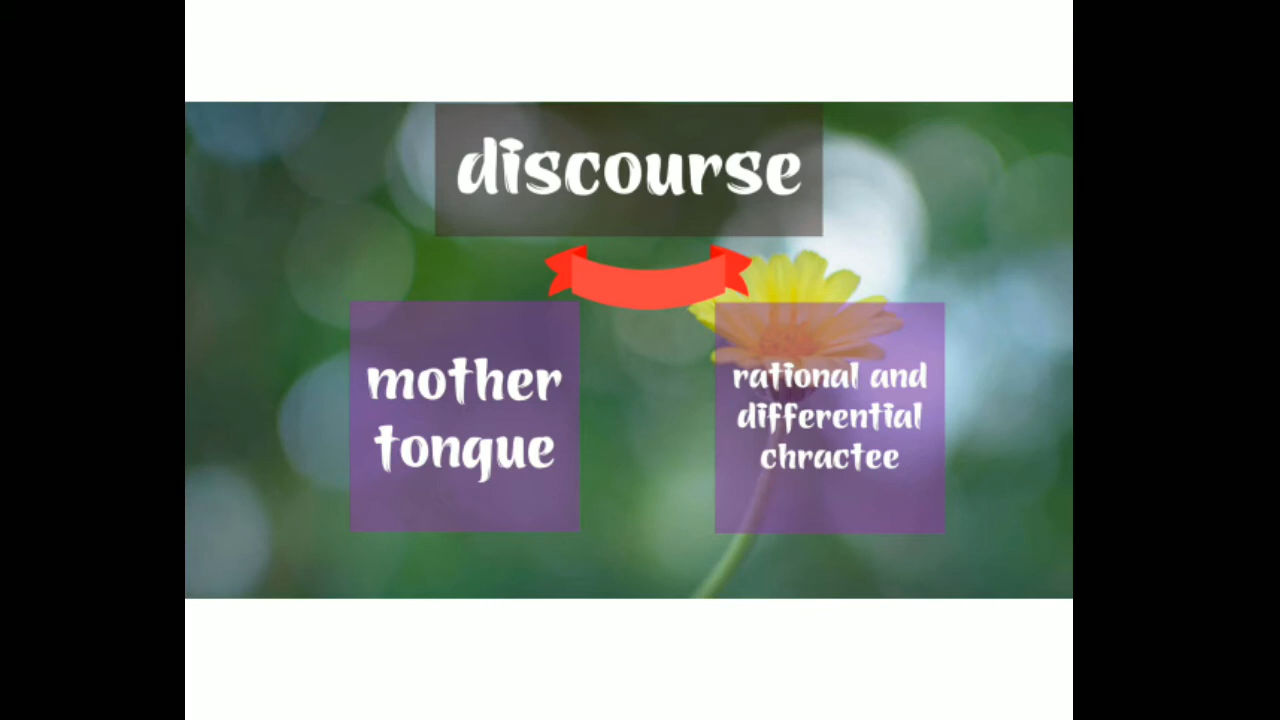 discourse
mother
tongue
rational and
differential
chractee